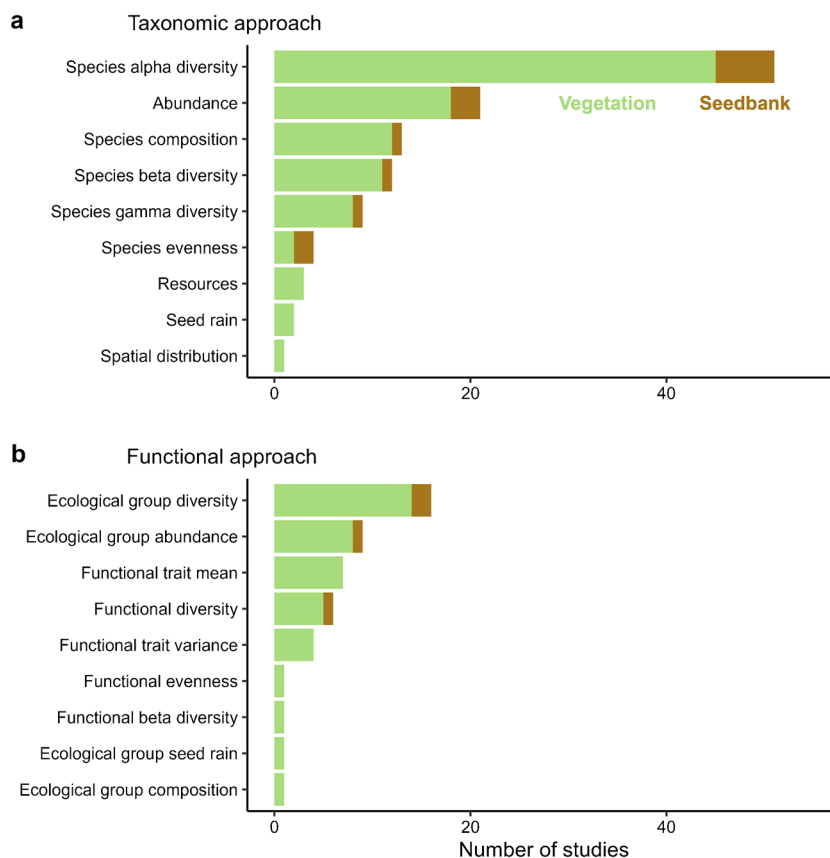 a
Taxonomic approach
Species alpha diversity
Abundance
Vegetation
Seedbank
Species composition
Species beta diversity
Species gamma diversity
Species evenness
Resources
Seed rain
Spatial distribution
0 20 40
b
Functional approach
Ecological group diversity
Ecological group abundance
Functional trait mean
Functional diversity
Functional trait variance
Functional evenness
Functional beta diversity
Ecological group seed rain
Ecological group composition
0 20 40
Number of studies